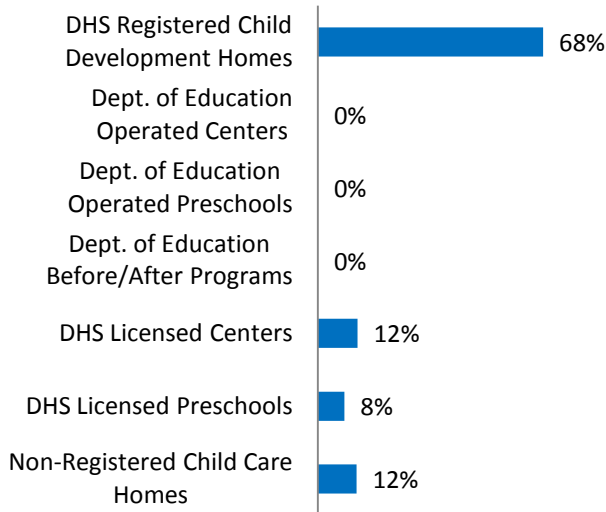 DHS Registered Child
Development Homes
68%
Dept. of Education
Operated Centers
0%
Dept. of Education
Operated Preschools
0%
Dept. of Education
Before/After Programs
0%
DHS Licensed Centers
12%
DHS Licensed Preschools
8%
Non-Registered Child Care
Homes
12%